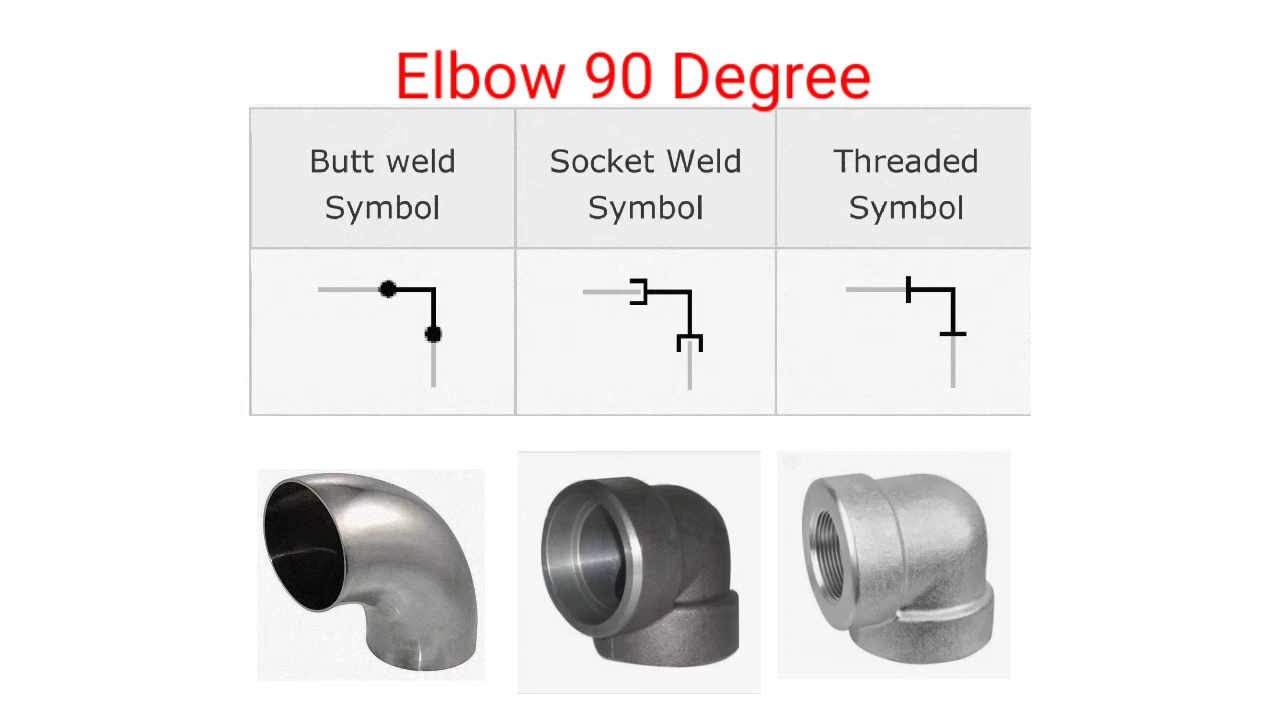 Elbow 90 Degree
Butt weld
Symbol
Socket Weld
Symbol
Threaded
Symbol